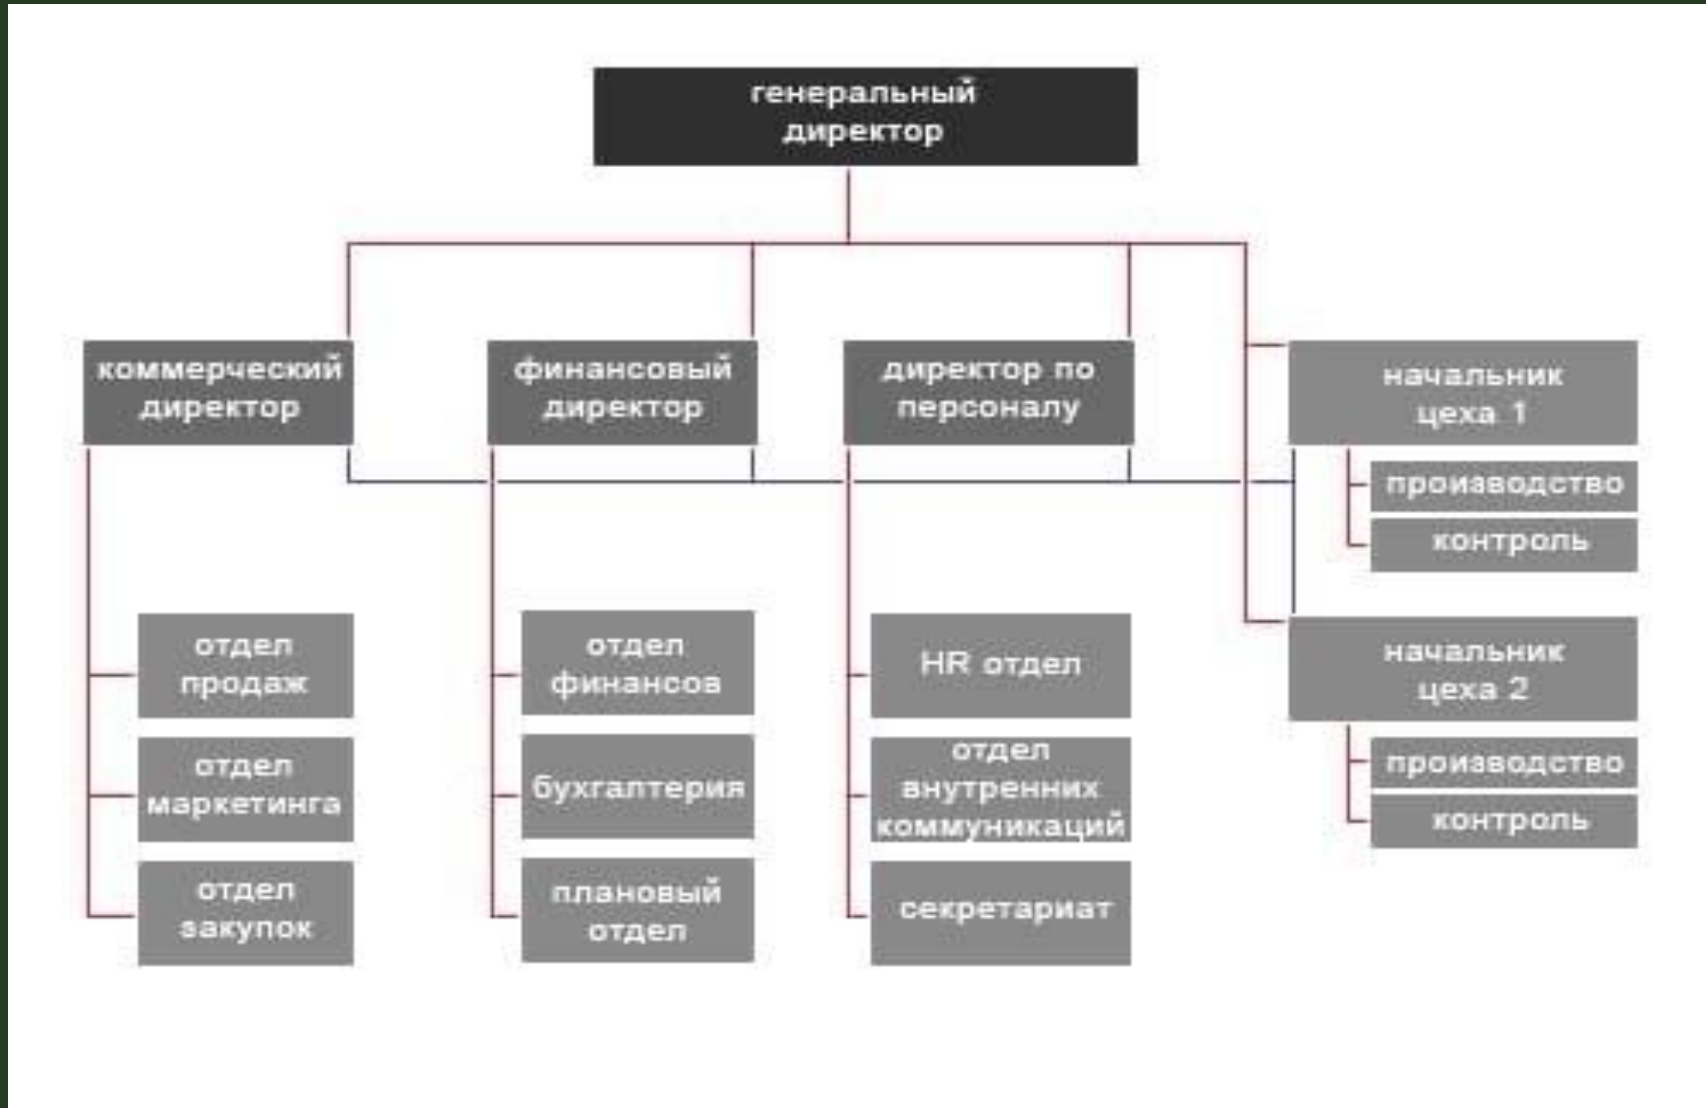 генеральный
директор
коммерческий
директор
финансовый
директор
директор по
персоналу
начальник
цеха 1
производство
контроль
отдел
продаж
отдел
маркетинга
отдел
закупок
отдел
финансов
бухгалтерия
плановый
отдел
HR отдел
отдел
внутренних
коммуникаций
секретариат
начальник
цеха 2
производство
контроль